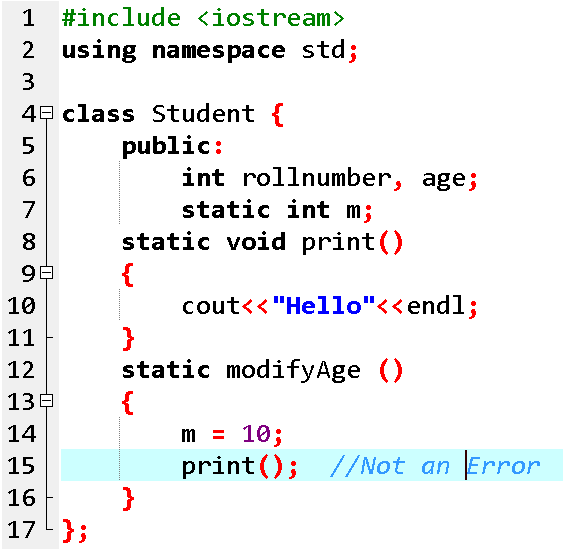 1 #include <iostream>
2 using namespace std;
3
4 class Student {
5 public:
6 int rollnumber, age;
7 static int m;
8 static void print()
9 {
10 cout<<"Hello"<<endl;
11 }
12 static modifyAge ()
13 {
14 m = 10;
15 print(); //Not an Error
16 }
17 };